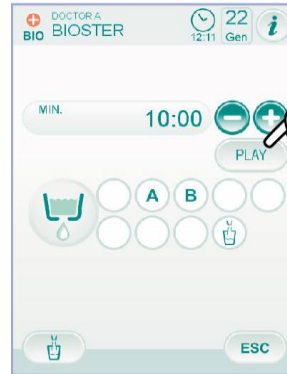 DOCTOR A 22
BIO BIOSTER 12:11 Gen i
MIN. 10:00
PLAY
A B
ESC